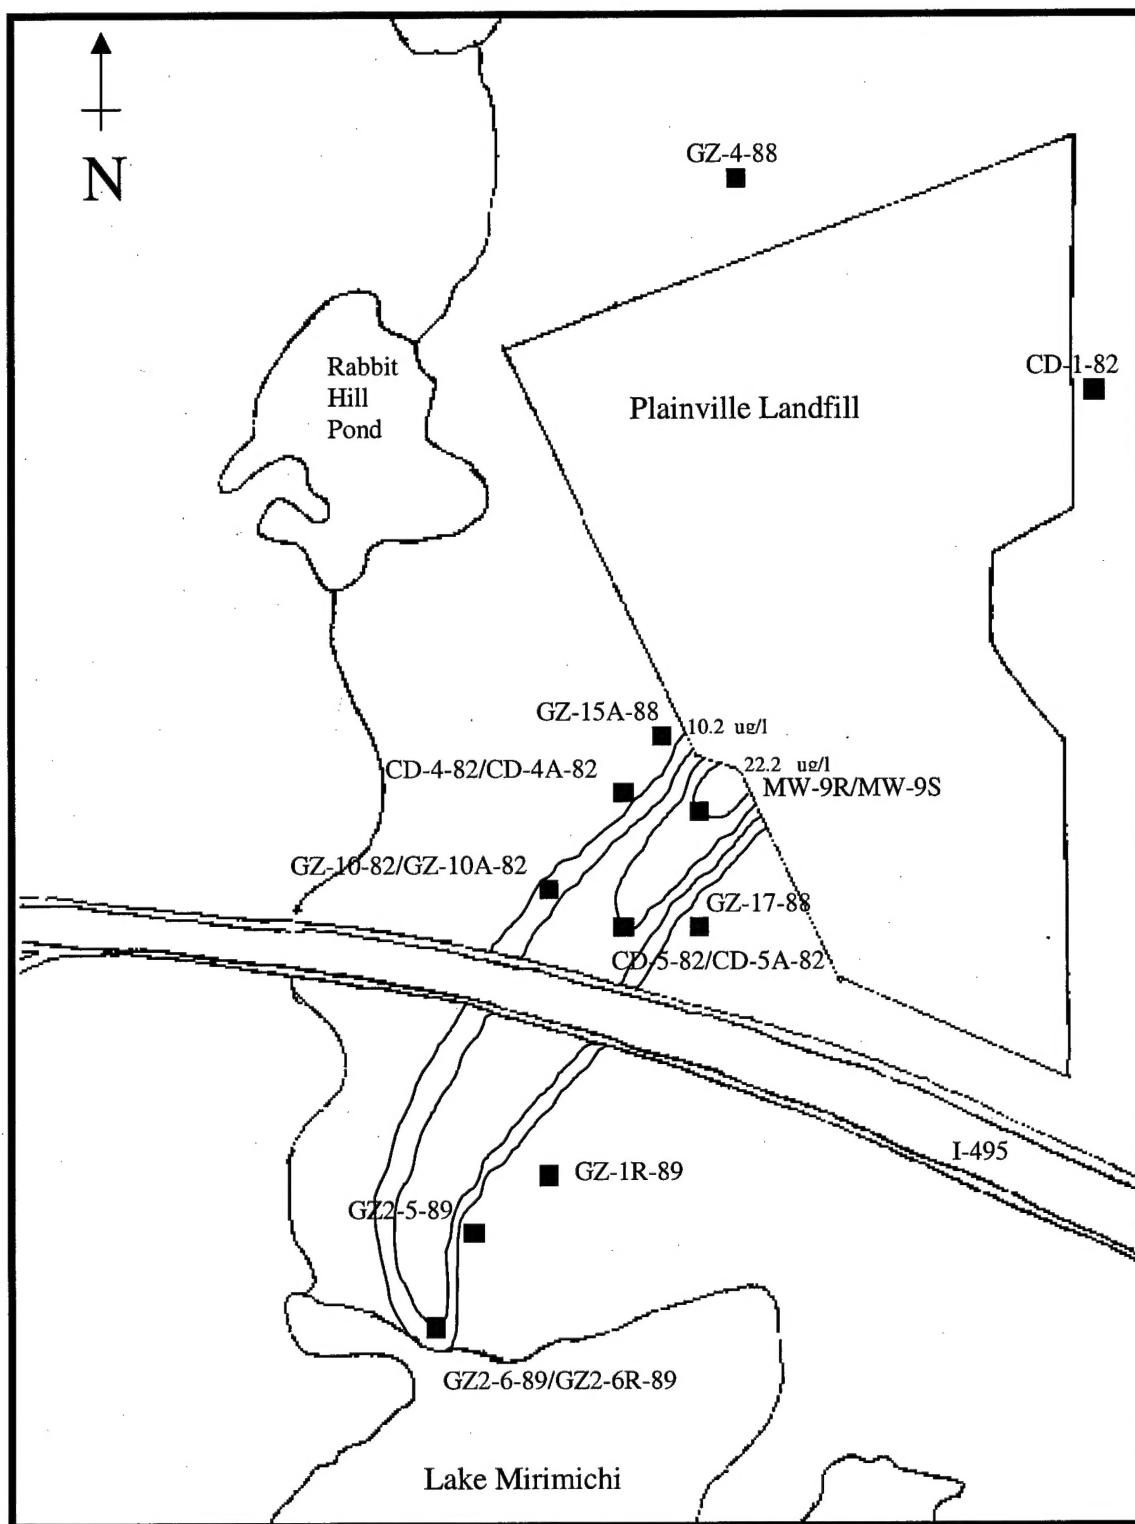 N
GZ-4-88
CD-1-82
Rabbit
Hill
Pond
Plainville Landfill
GZ-15A-88
10.2 ug/l
CD-4-82/CD-4A-82
22.2 ug/l
MW-9R/MW-9S
GZ-10-82/GZ-10A-82
GZ-17-88
CD-5-82/CD-5A-82
I-495
GZ-1R-89
GZ2-5-89
GZ2-6-89/GZ2-6R-89
Lake Mirimichi